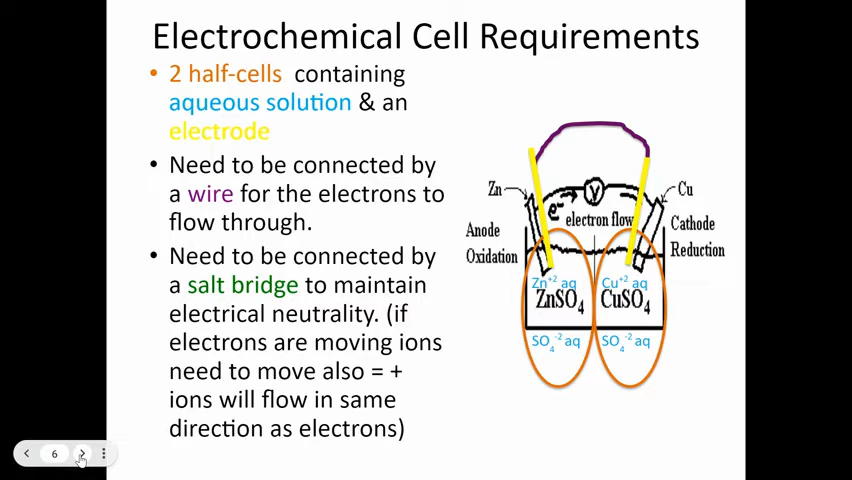 Electrochemical Cell Requirements
• 2 half-cells containing
aqueous solution & an
electrode
• Need to be connected by
a wire for the electrons to
flow through.
• Need to be connected by
a salt bridge to maintain
electrical neutrality. (if
electrons are moving ions
need to move also = +
ions will flow in same
direction as electrons)
Zn
V
Cu
e-
electron flow
Anode
Oxidation
Cathode
Reduction
Zn+2 aq
Cu+2 aq
ZnSO4
CuSO4
SO4-2 aq
SO4-2 aq
6